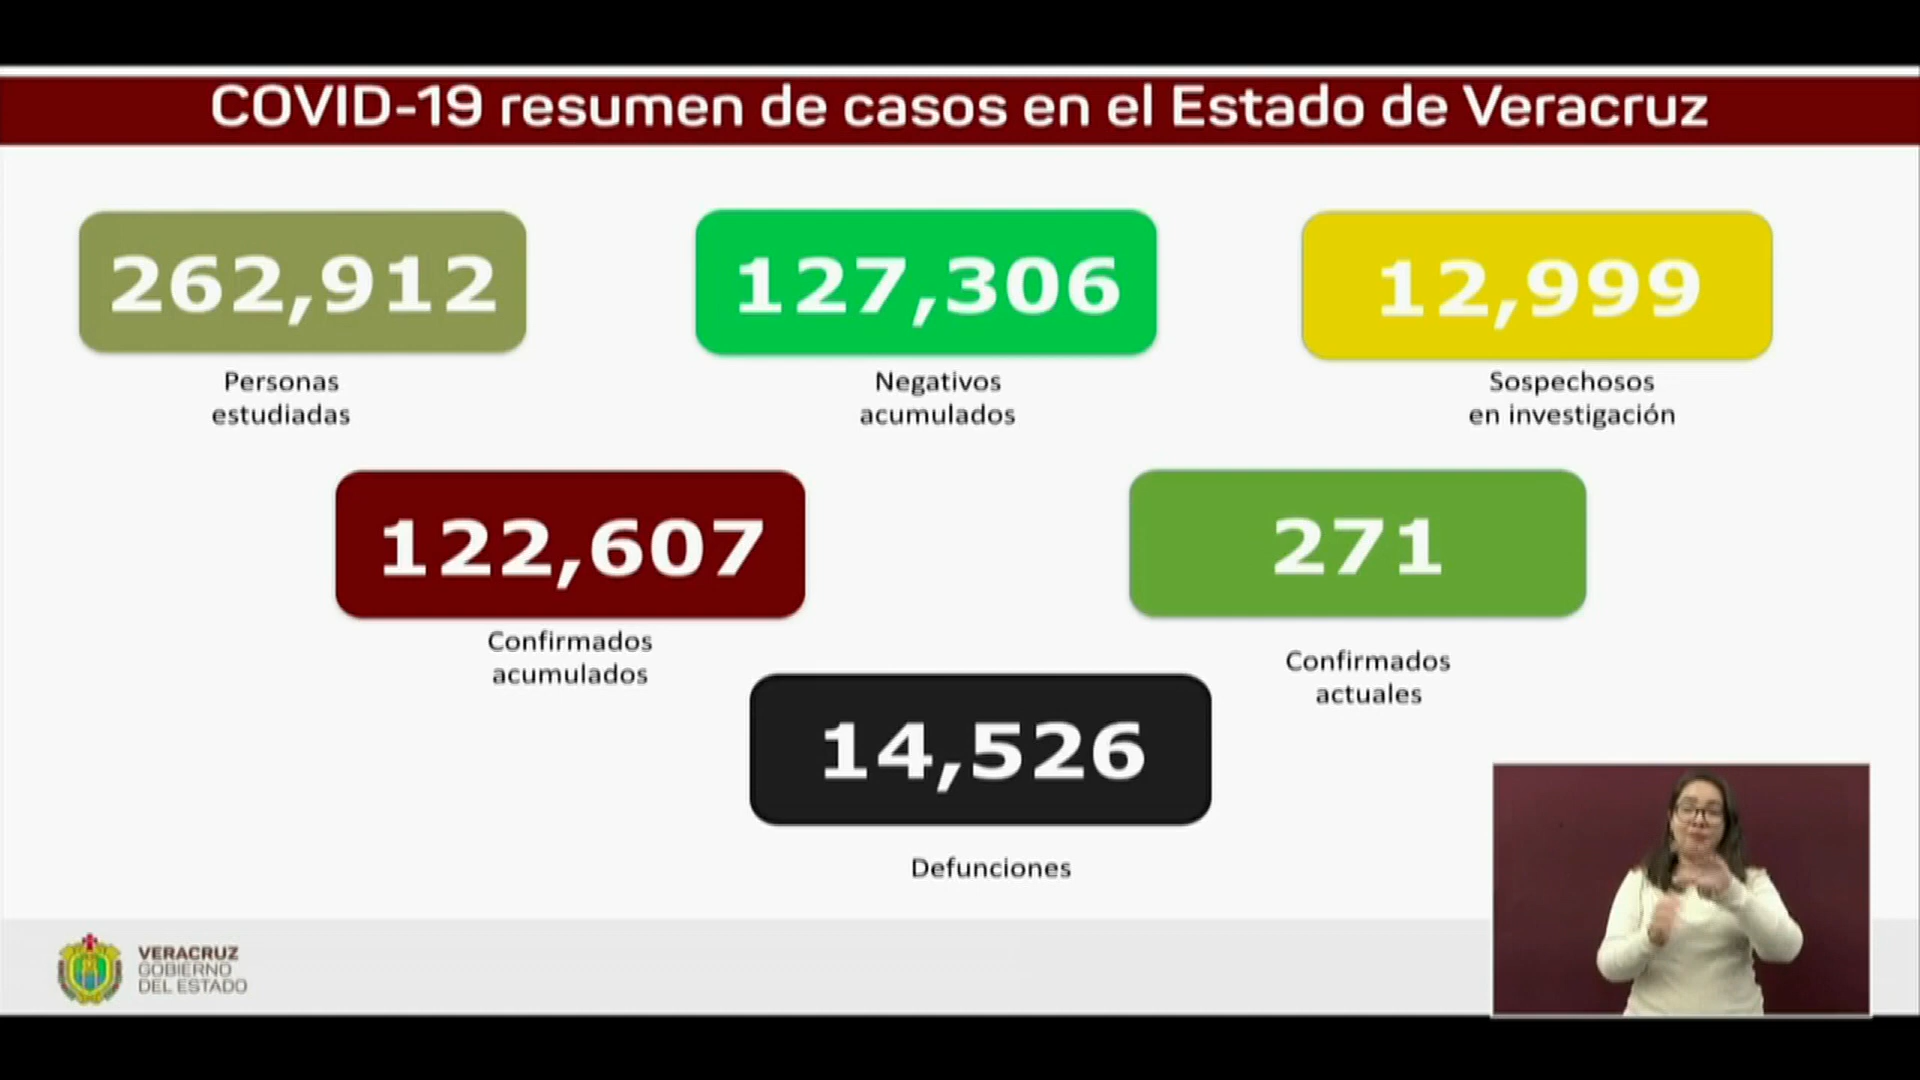 COVID-19 resumen de casos en el Estado de Veracruz
262,912
Personas
estudiadas
127,306
Negativos
acumulados
12,999
Sospechosos
en investigación
122,607
Confirmados
acumulados
271
Confirmados
actuales
14,526
Defunciones
VERACRUZ
GOBIERNO
DEL ESTADO